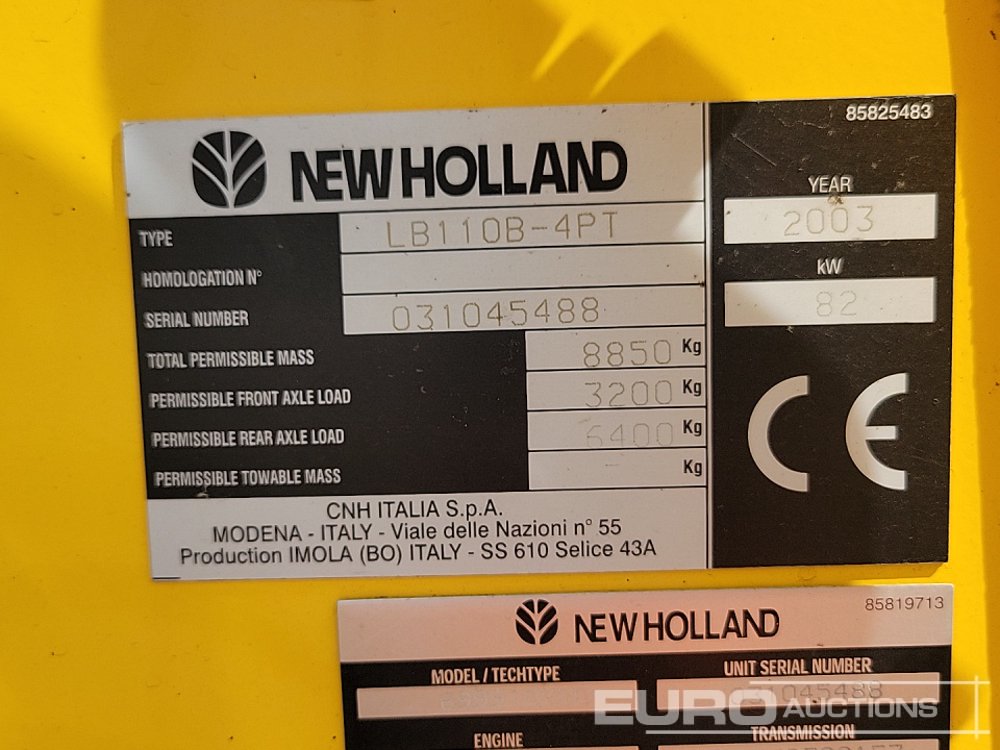 NEW HOLLAND
TYPE LB110B-4PT
HOMOLOGATION N°
SERIAL NUMBER 031045488
TOTAL PERMISSIBLE MASS 8850 Kg
PERMISSIBLE FRONT AXLE LOAD 3200 Kg
PERMISSIBLE REAR AXLE LOAD 6400 Kg
PERMISSIBLE TOWABLE MASS Kg
CNH ITALIA S.p.A.
MODENA - ITALY - Viale delle Nazioni n° 55
Production IMOLA (BO) ITALY - SS 610 Selice 43A
85825483
YEAR
2003
kW
82
CE
85819713
NEW HOLLAND
MODEL / TECHTYPE
UNIT SERIAL NUMBER
31045488
ENGINE
TRANSMISSION
EURO AUCTIONS